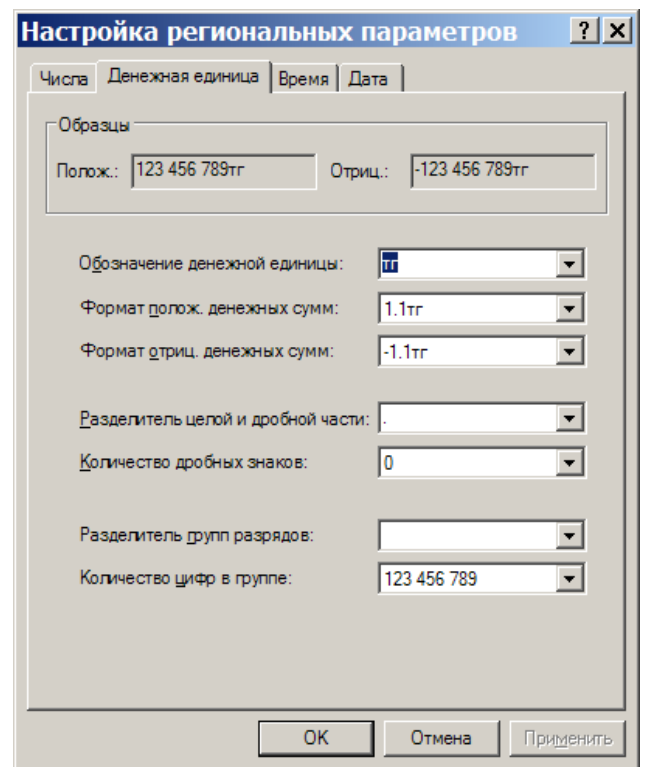 Настройка региональных параметров
Числа Денежная единица Время Дата
Образцы
Полож.: 123 456 789тг Отриц.: -123 456 789тг
Обозначение денежной единицы: тг
Формат полож. денежных сумм: 1.1тг
Формат отриц. денежных сумм: -1.1тг
Разделитель целой и дробной части: .
Количество дробных знаков: 0
Разделитель групп разрядов:
Количество цифр в группе: 123 456 789
OK Отмена Применить